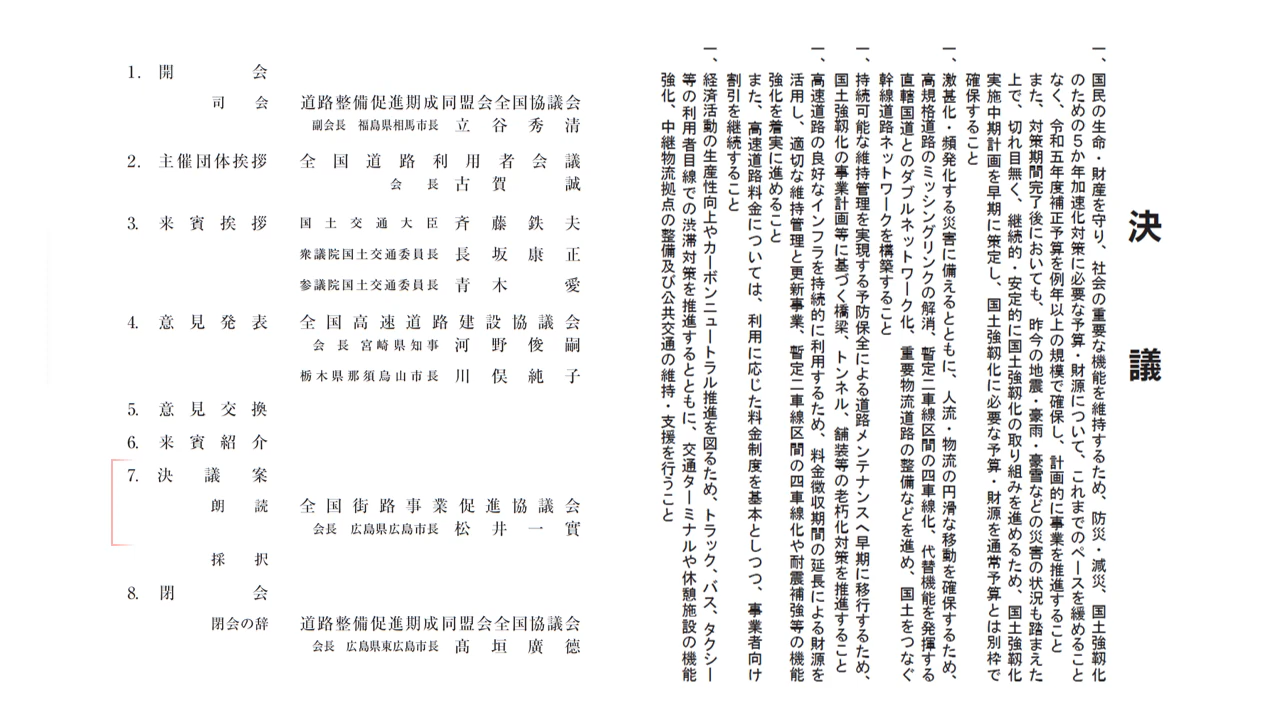 1. 開会
司会 道路整備促進期成同盟会全国協議会
副会長 福島県相馬市長 立谷秀清
2. 主催団体挨拶 全国道路利用者会議
会長 古賀誠
3. 来賓挨拶 国土交通大臣 斉藤鉄夫
衆議院国土交通委員長 長坂康正
参議院国土交通委員長 青木愛
4. 意見発表 全国高速道路建設協議会
会長 宮崎県知事 河野俊嗣
栃木県那須烏山市長 川俣純子
5. 意見交換
6. 来賓紹介
7. 決議案
朗読 全国街路事業促進協議会
会長 広島県広島市長 松井一實
採択
8. 閉会
閉会の辞 道路整備促進期成同盟会全国協議会
会長 広島県東広島市長 髙垣廣德
決議
一、国民の生命・財産を守り、社会の重要な機能を維持するため、防災・減災、国土強靱化
のための５か年加速化対策に必要な予算・財源について、これまでのペースを緩めること
なく、令和五年度補正予算を例年以上の規模で確保し、計画的に事業を推進すること
また、対策期間完了後においても、昨今の地震・豪雨・豪雪などの災害の状況も踏まえた
上で、切れ目無く、継続的・安定的に国土強靱化の取り組みを進めるため、国土強靱化
実施中期計画を早期に策定し、国土強靱化に必要な予算・財源を通常予算とは別枠で
確保すること
一、激甚化・頻発化する災害に備えるとともに、人流・物流の円滑な移動を確保するため、
高規格道路のミッシングリンクの解消、暫定二車線区間の四車線化、代替機能を発揮する
直轄国道とのダブルネットワーク化、重要物流道路の整備などを進め、国土をつなぐ
幹線道路ネットワークを構築すること
一、持続可能な維持管理を実現する予防保全による道路メンテナンスへ早期に移行するため、
国土強靱化の事業計画等に基づく橋梁、トンネル、舗装等の老朽化対策を推進すること
一、高速道路の良好なインフラを持続的に利用するため、料金徴収期間の延長による財源を
活用し、適切な維持管理と更新事業、暫定二車線区間の四車線化や耐震補強等の機能
強化を着実に進めること
また、高速道路料金については、利用に応じた料金制度を基本としつつ、事業者向け
割引を継続すること
一、経済活動の生産性向上やカーボンニュートラル推進を図るため、トラック、バス、タクシー
等の利用者目線での渋滞対策を推進するとともに、交通ターミナルや休憩施設の機能
強化、中継物流拠点の整備及び公共交通の維持・支援を行うこと